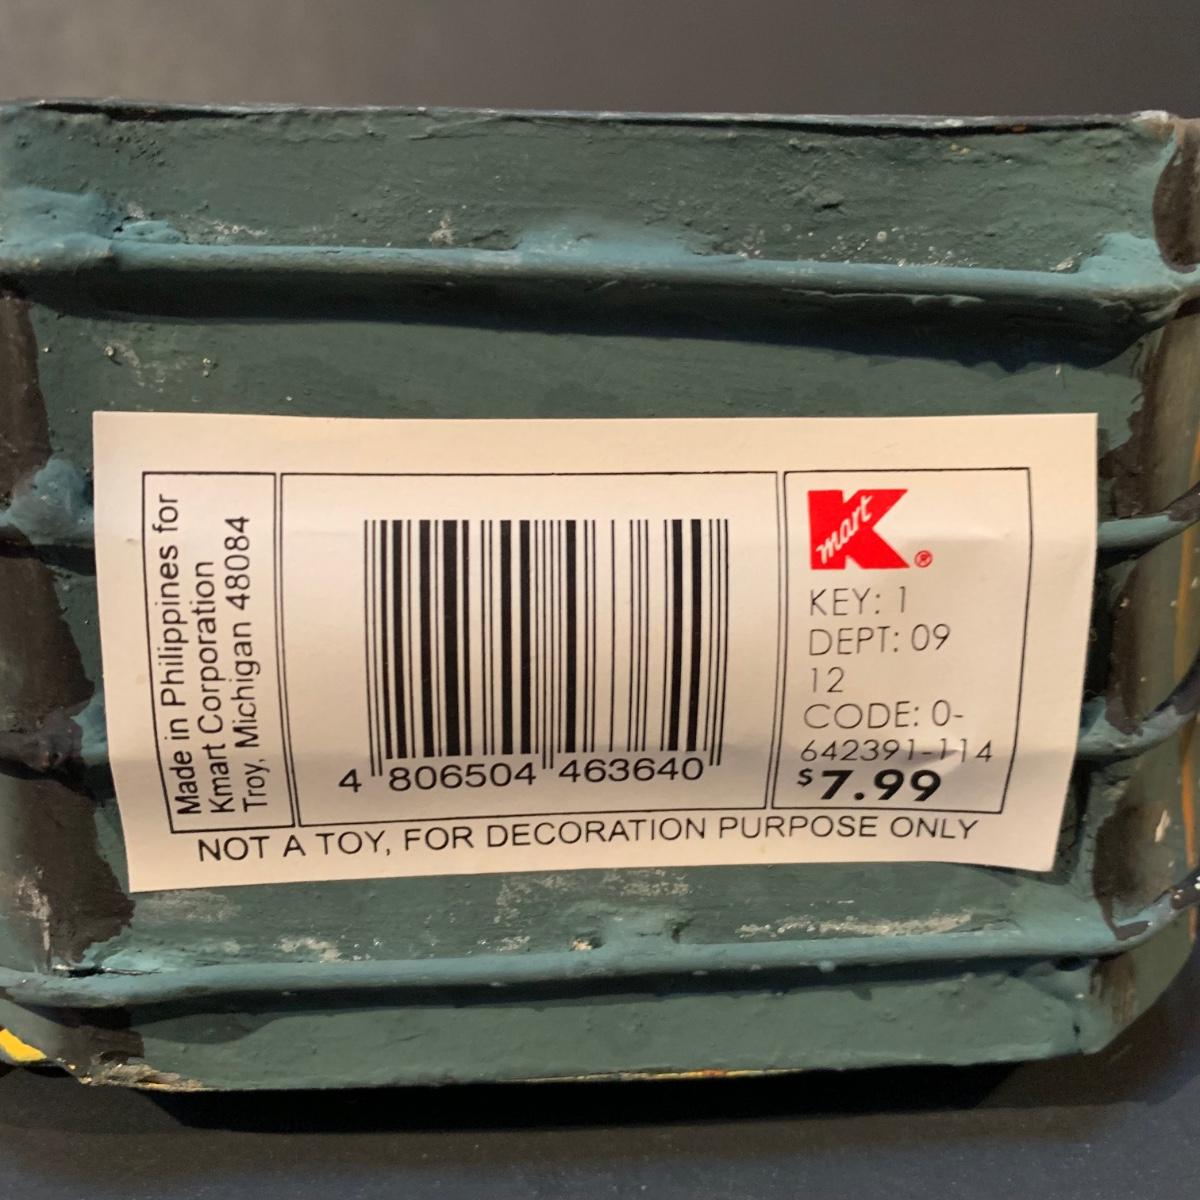 Made in Philippines for
Kmart Corporation
Troy, Michigan 48084
4 806504 463640
Kmart®
KEY: 1
DEPT: 09
12
CODE: 0-
642391-114
$7.99
NOT A TOY, FOR DECORATION PURPOSE ONLY